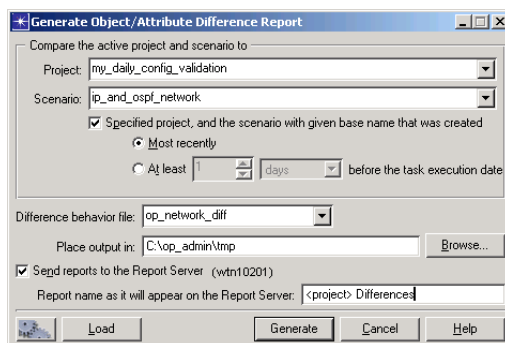 Generate Object/Attribute Difference Report
Compare the active project and scenario to
Project: my_daily_config_validation
Scenario: ip_and_ospf_network
Specified project, and the scenario with given base name that was created
Most recently
At least 1 days before the task execution date
Difference behavior file: op_network_diff
Place output in: C:\op_admin\tmp Browse...
Send reports to the Report Server (wtn10201)
Report name as it will appear on the Report Server: <project> Differences
Load Generate Cancel Help